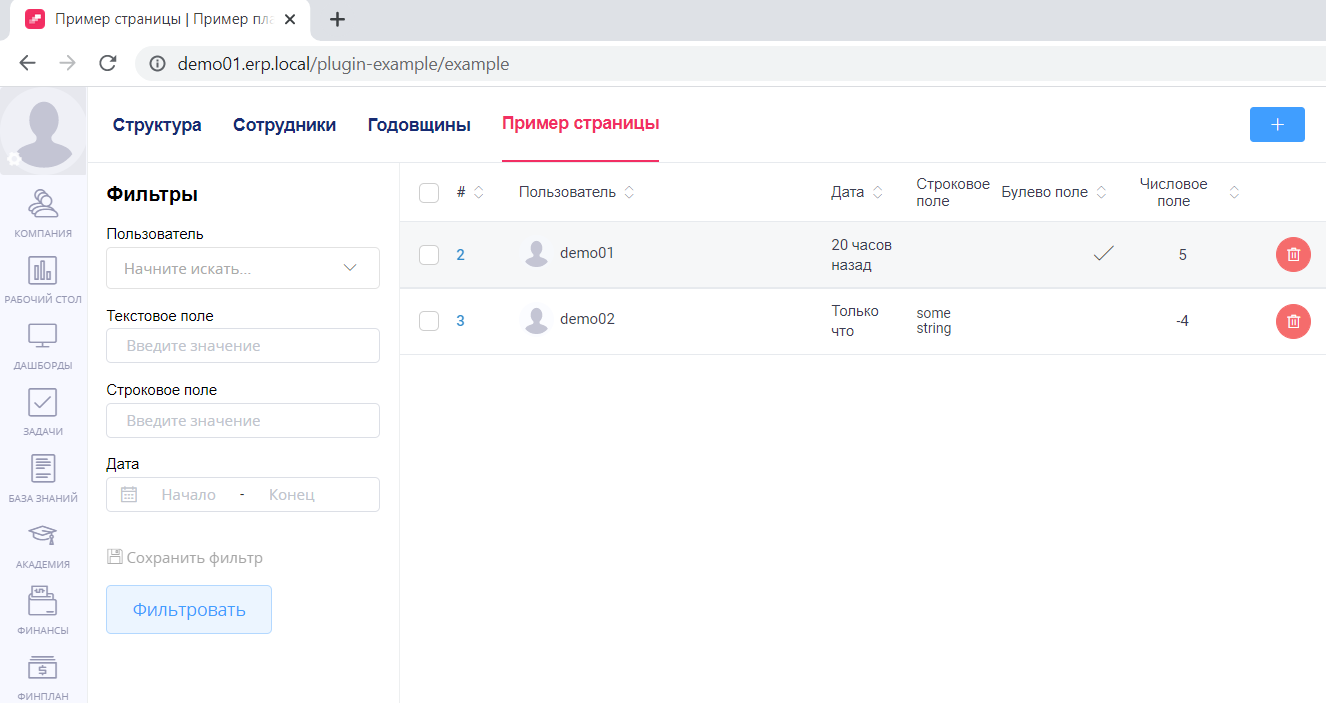 Пример страницы | Пример пла
demo01.erp.local/plugin-example/example
Структура Сотрудники Годовщины Пример страницы
КОМПАНИЯ
РАБОЧИЙ СТОЛ
ДАШБОРДЫ
ЗАДАЧИ
БАЗА ЗНАНИЙ
АКАДЕМИЯ
ФИНАНСЫ
ФИНПЛАН
Фильтры
Пользователь
Начните искать...
Текстовое поле
Введите значение
Строковое поле
Введите значение
Дата
Начало - Конец
Сохранить фильтр
Фильтровать
# Пользователь Дата Строковое поле Булево поле Числовое поле
2 demo01 20 часов назад 5
3 demo02 Только что some string -4